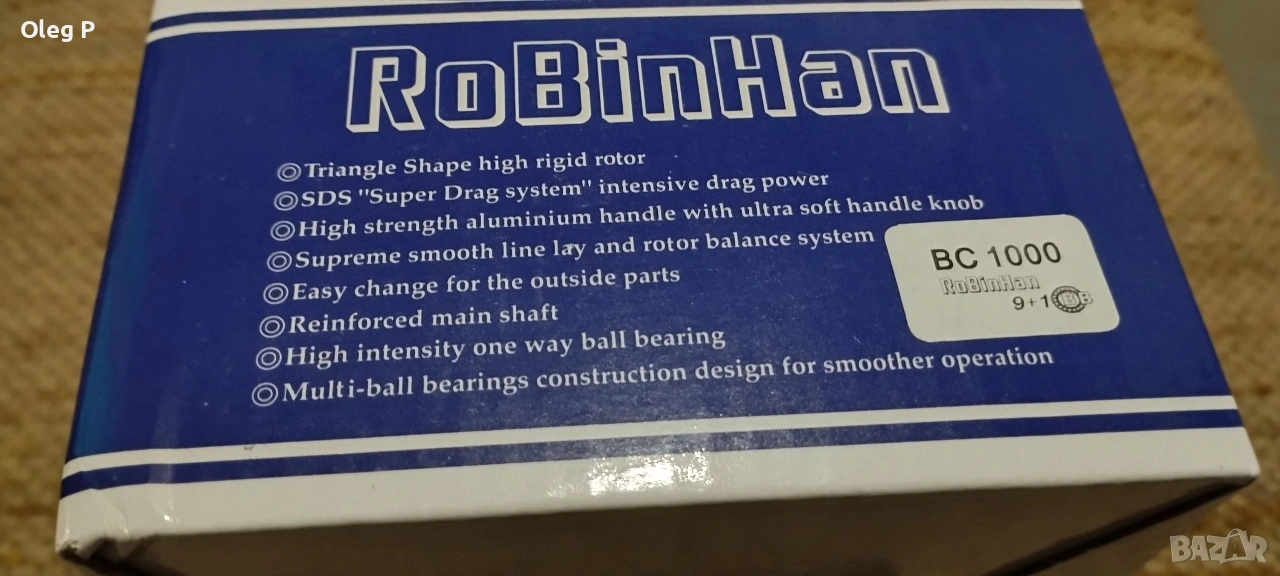 Oleg P
RoBinHan
Triangle Shape high rigid rotor
SDS "Super Drag system" intensive drag power
High strength aluminium handle with ultra soft handle knob
Supreme smooth line lay and rotor balance system
Easy change for the outside parts
Reinforced main shaft
High intensity one way ball bearing
Multi-ball bearings construction design for smoother operation
BC 1000
RoBinHan
9+1 BB
BAZAR